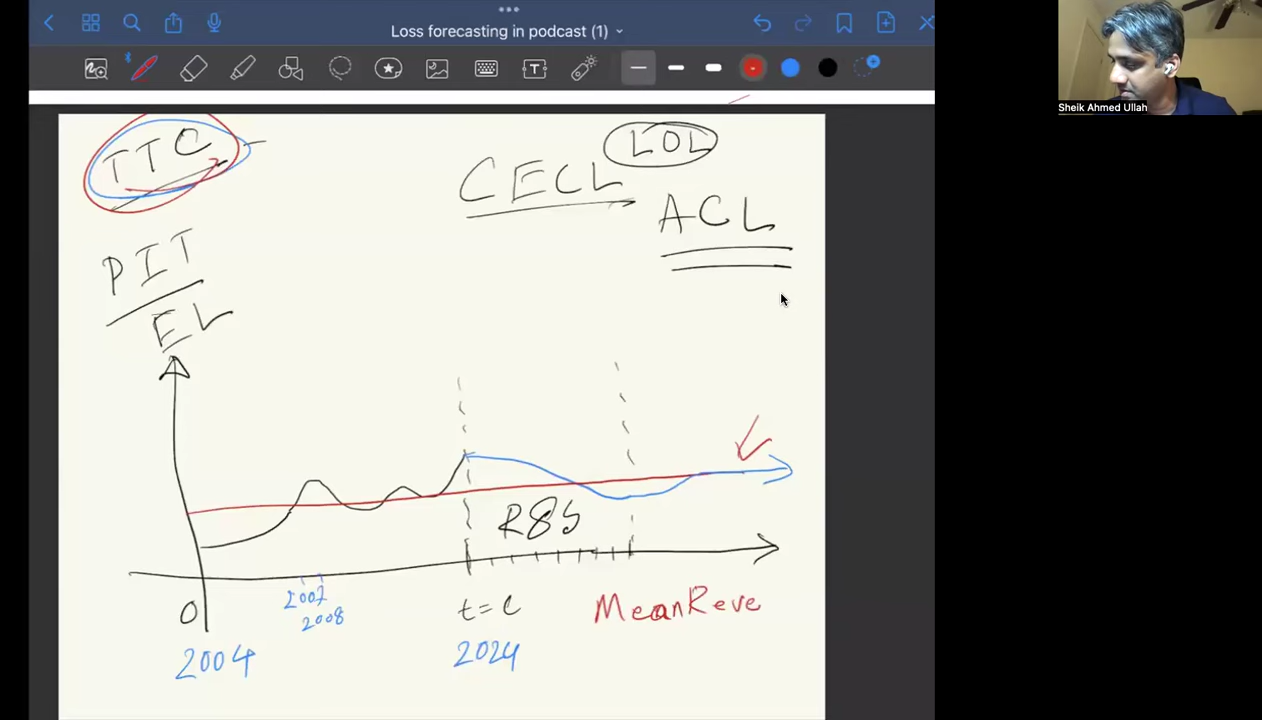 Loss forecasting in podcast (1)
Sheik Ahmed Ullah
TTC
CECL
LOL
ACL
PIT
EL
R&S
0
2007
2008
t=c
MeanReve
2004
2024